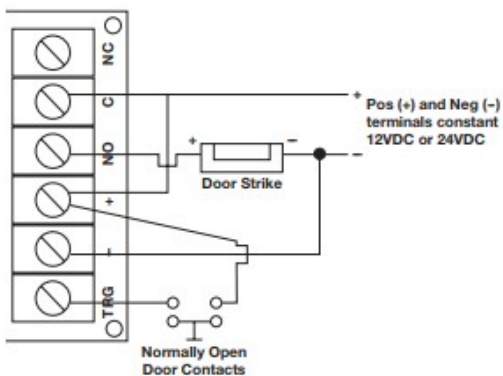 NC
C
NO
+
−
TRG
+
−
Door Strike
+
−
Pos (+) and Neg (−)
terminals constant
12VDC or 24VDC
Normally Open
Door Contacts